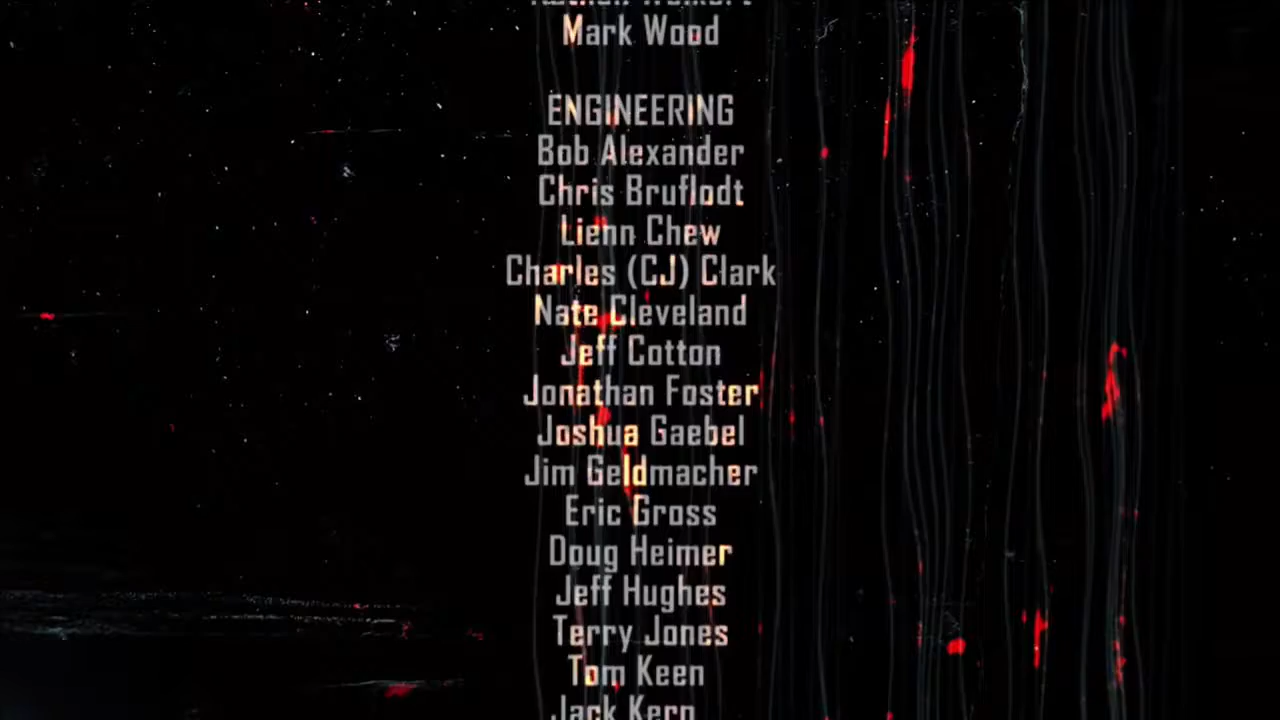 Mark Wood
ENGINEERING
Bob Alexander
Chris Bruflodt
Lienn Chew
Charles (CJ) Clark
Nate Cleveland
Jeff Cotton
Jonathan Foster
Joshua Gaebel
Jim Geldmacher
Eric Gross
Doug Heimer
Jeff Hughes
Terry Jones
Tom Keen
Jack Kern